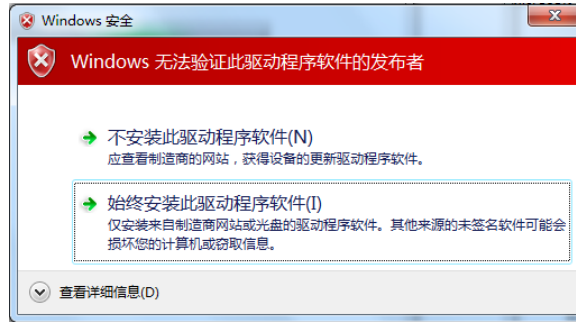 Windows 安全
Windows 无法验证此驱动程序软件的发布者
不安装此驱动程序软件(N)
应查看制造商的网站，获得设备的更新驱动程序软件。
始终安装此驱动程序软件(I)
仅安装来自制造商网站或光盘的驱动程序软件。其他来源的未签名软件可能会
损坏您的计算机或窃取信息。
查看详细信息(D)